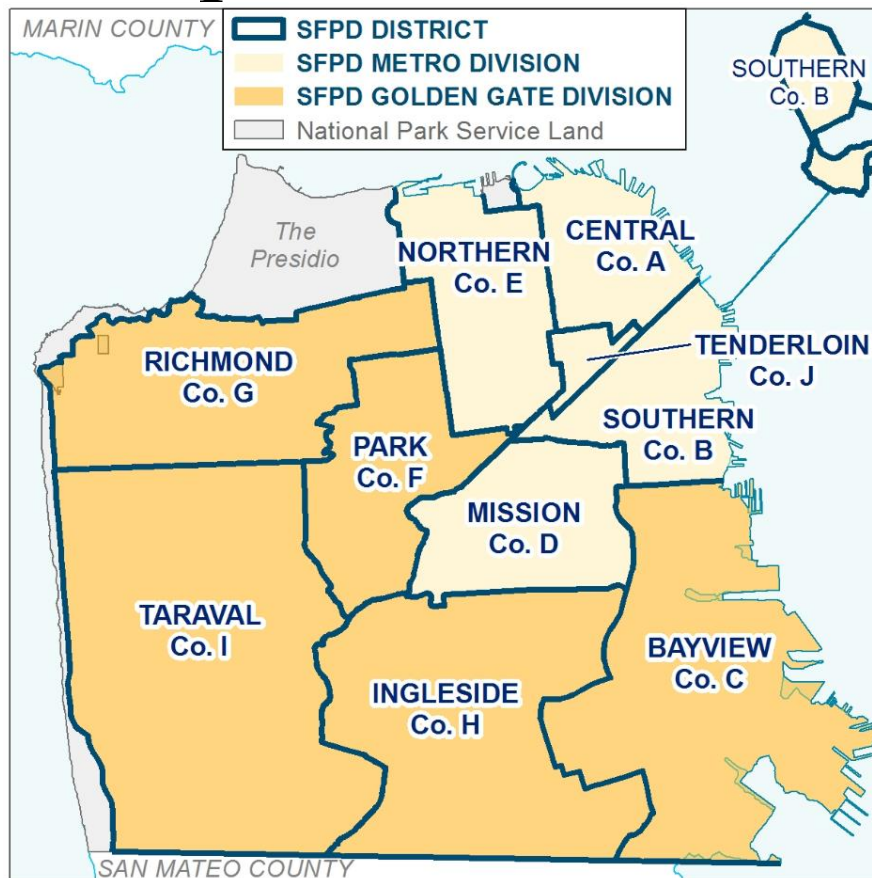 MARIN COUNTY
SFPD DISTRICT
SFPD METRO DIVISION
SFPD GOLDEN GATE DIVISION
National Park Service Land
SOUTHERN
Co. B
The
Presidio
NORTHERN
Co. E
CENTRAL
Co. A
TENDERLOIN
Co. J
RICHMOND
Co. G
PARK
Co. F
SOUTHERN
Co. B
MISSION
Co. D
TARAVAL
Co. I
BAYVIEW
Co. C
INGLESIDE
Co. H
SAN MATEO COUNTY